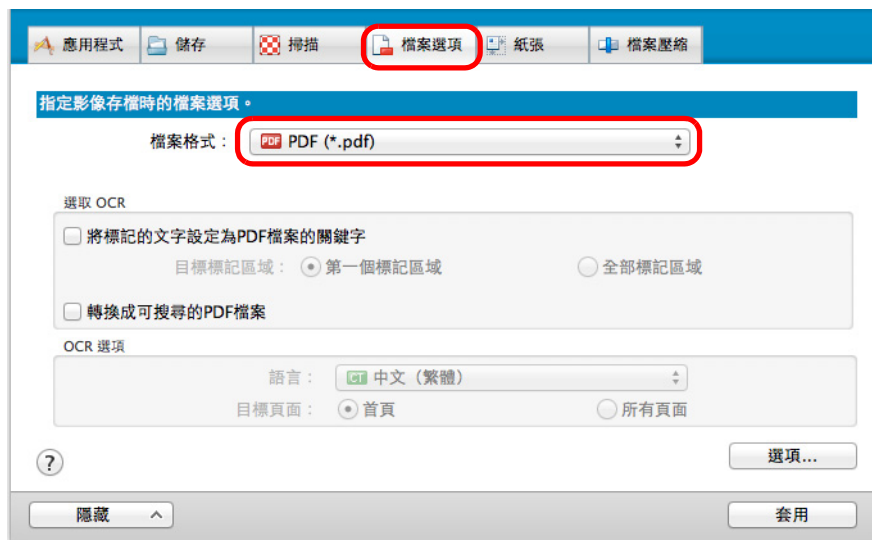 應用程式 儲存 掃描 檔案選項 紙張 檔案壓縮
指定影像存檔時的檔案選項。
檔案格式： PDF PDF (*.pdf)
選取 OCR
將標記的文字設定為PDF檔案的關鍵字
目標標記區域： 第一個標記區域 全部標記區域
轉換成可搜尋的PDF檔案
OCR 選項
語言： CT 中文（繁體）
目標頁面： 首頁 所有頁面
? 選項...
隱藏 套用